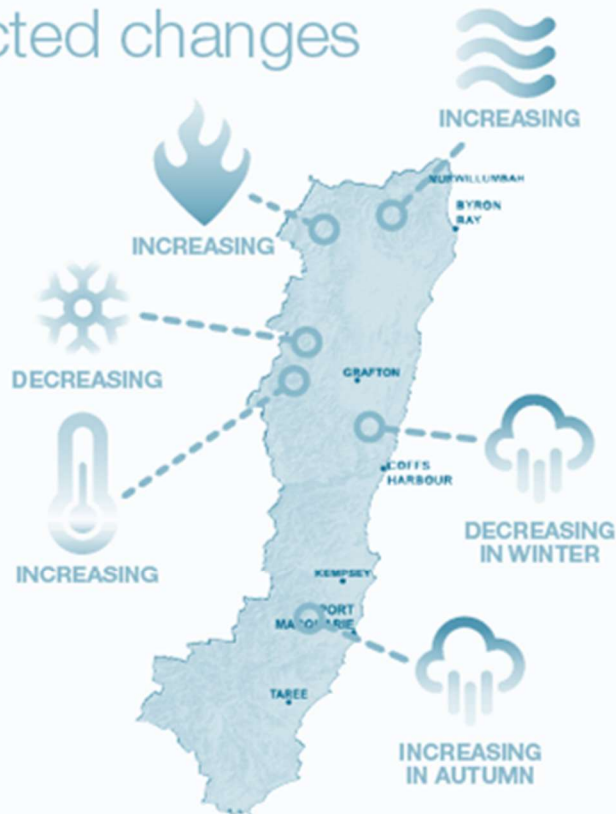 cted changes
INCREASING
MURWILLUMBAH
BYRON
BAY
INCREASING
DECREASING
GRAFTON
COFFS
HARBOUR
DECREASING
IN WINTER
INCREASING
KEMPSEY
PORT
MACQUARIE
TAREE
INCREASING
IN AUTUMN